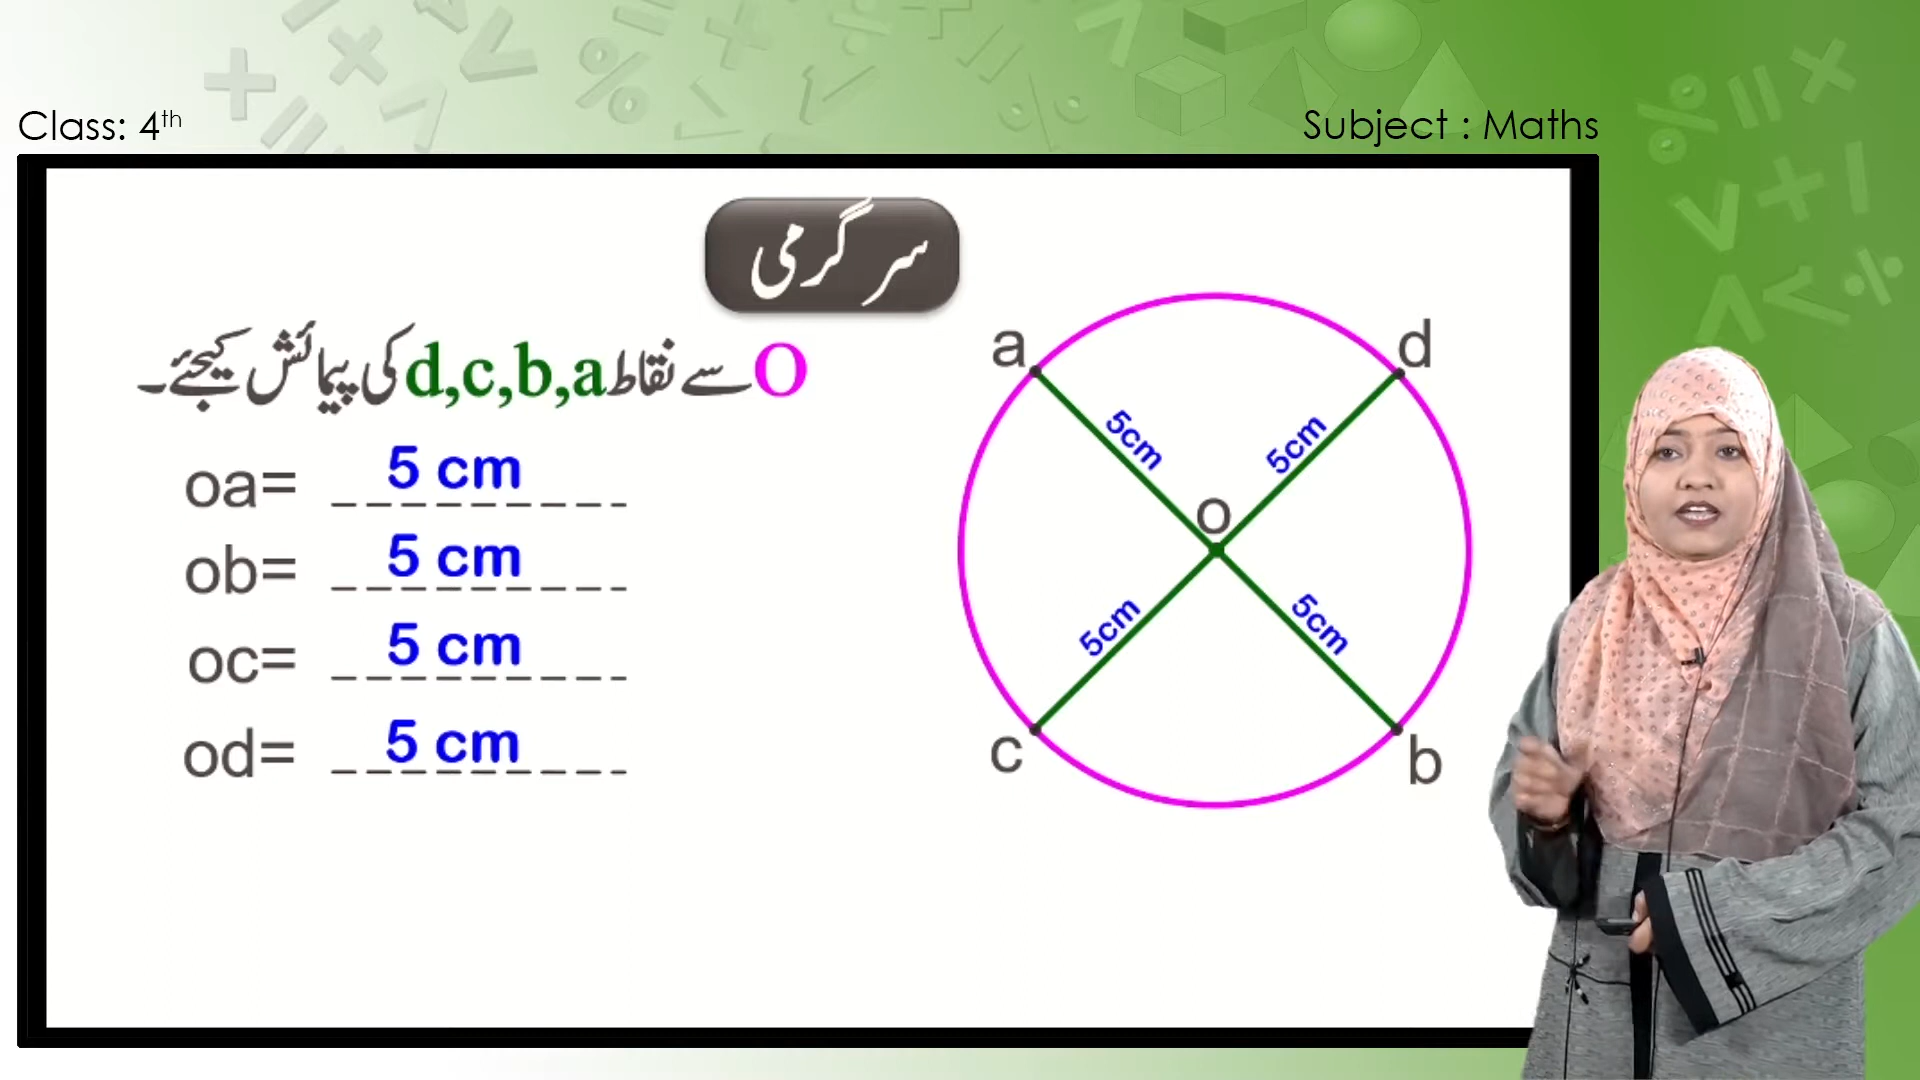 Class: 4th
Subject : Maths
سرگرمی
O سے نقاط d,c,b,a کی پیمائش کیجئے۔
oa= 5 cm
ob= 5 cm
oc= 5 cm
od= 5 cm
a
d
5cm
5cm
o
5cm
5cm
c
b